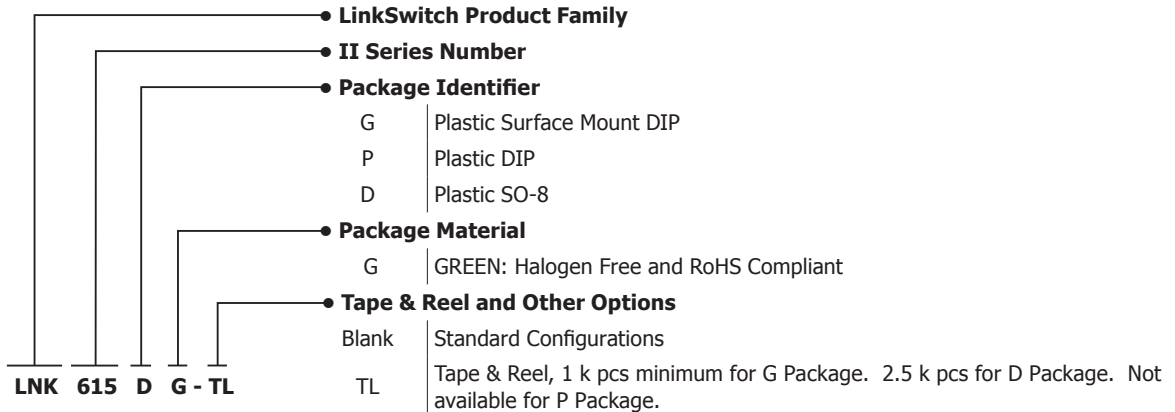 LinkSwitch Product Family
II Series Number
Package Identifier
G Plastic Surface Mount DIP
P Plastic DIP
D Plastic SO-8
Package Material
G GREEN: Halogen Free and RoHS Compliant
Tape & Reel and Other Options
Blank Standard Configurations
TL Tape & Reel, 1 k pcs minimum for G Package. 2.5 k pcs for D Package. Not
available for P Package.
LNK 615 D G - TL